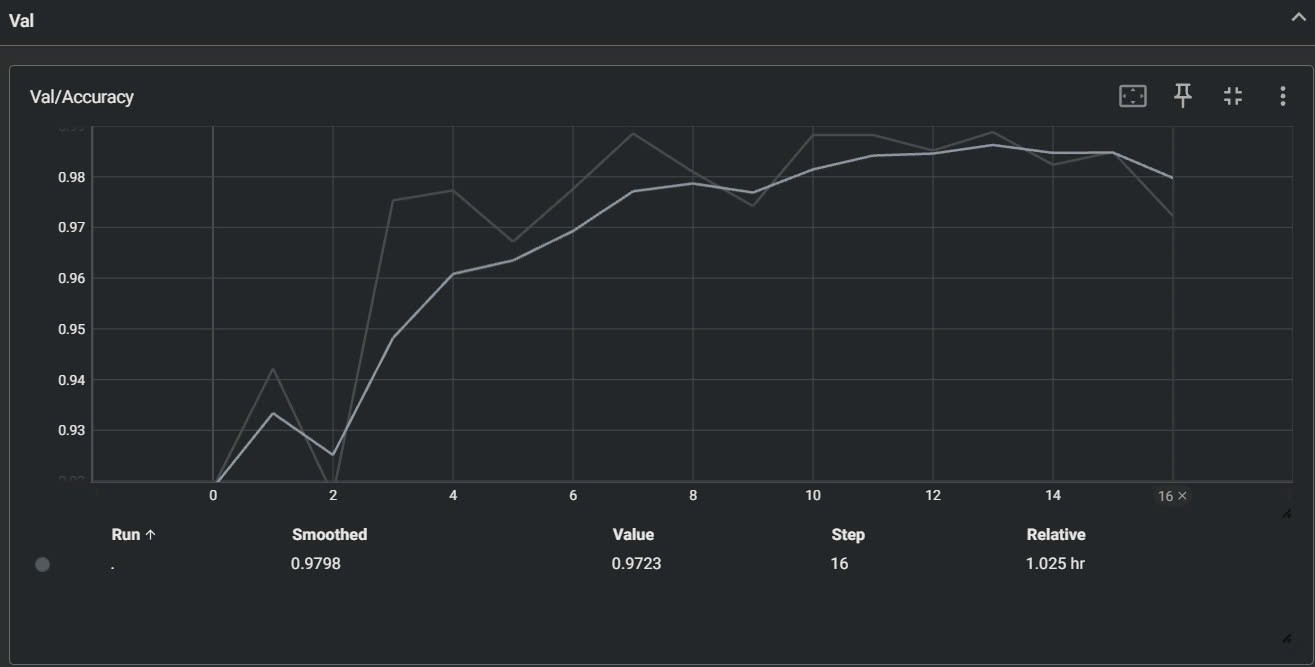 Val
Val/Accuracy
0.98
0.97
0.96
0.95
0.94
0.93
0 2 4 6 8 10 12 14 16 ×
Run ↑ Smoothed Value Step Relative
. 0.9798 0.9723 16 1.025 hr